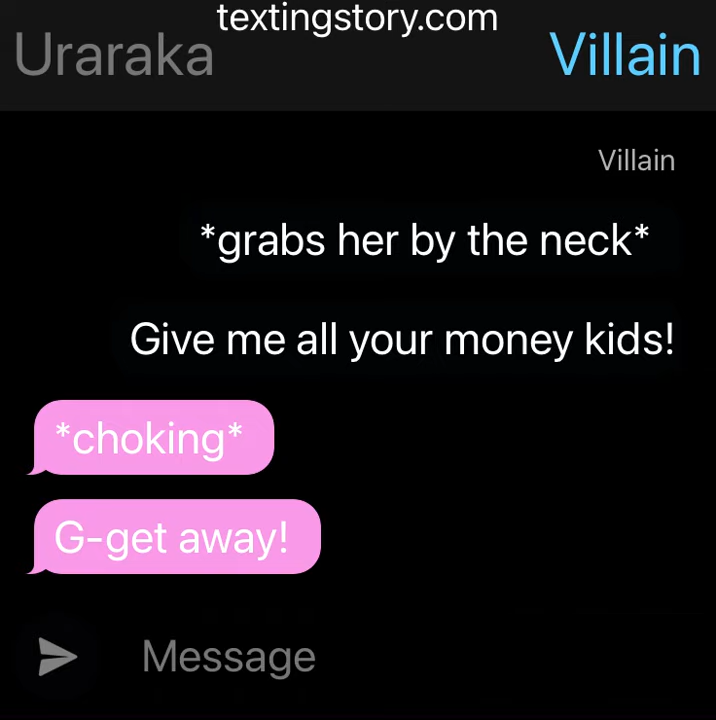 textingstory.com
Uraraka
Villain
Villain
*grabs her by the neck*
Give me all your money kids!
*choking*
G-get away!
Message